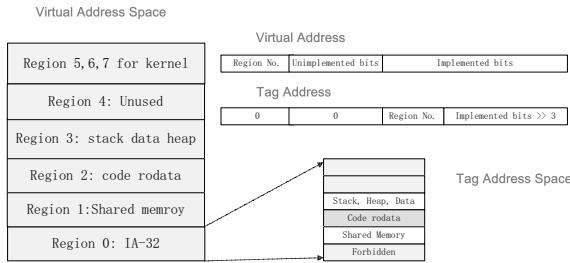 Virtual Address Space
Region 5,6,7 for kernel
Region 4: Unused
Region 3: stack data heap
Region 2: code rodata
Region 1:Shared memroy
Region 0: IA-32
Virtual Address
Region No. Unimplemented bits Implemented bits
Tag Address
0 0 Region No. Implemented bits >> 3
Tag Address Space
Stack, Heap, Data
Code rodata
Shared Memory
Forbidden